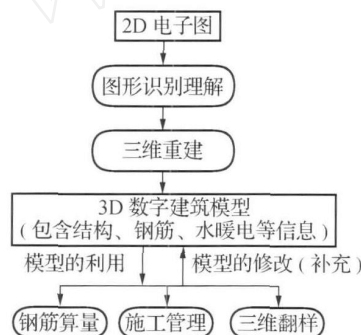 2D 电子图
图形识别理解
三维重建
3D 数字建筑模型
(包含结构、钢筋、水暖电等信息)
模型的利用
模型的修改(补充)
钢筋算量
施工管理
三维翻样